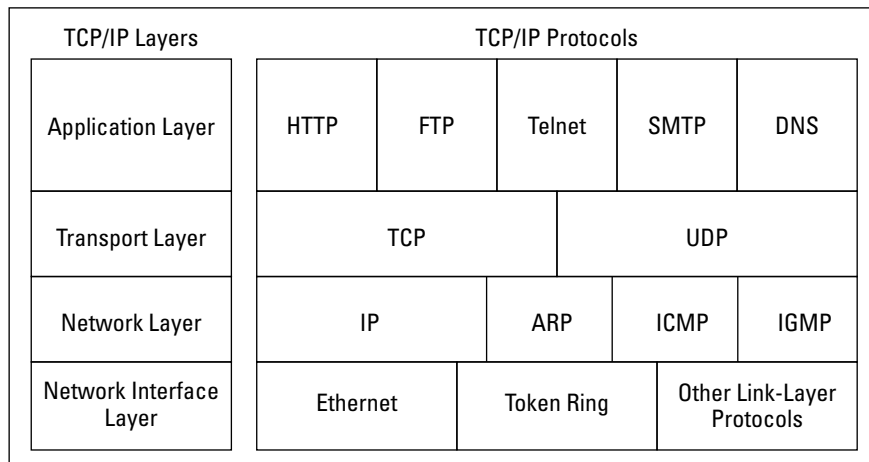 TCP/IP Layers
TCP/IP Protocols
Application Layer
HTTP
FTP
Telnet
SMTP
DNS
Transport Layer
TCP
UDP
Network Layer
IP
ARP
ICMP
IGMP
Network Interface
Layer
Ethernet
Token Ring
Other Link-Layer
Protocols